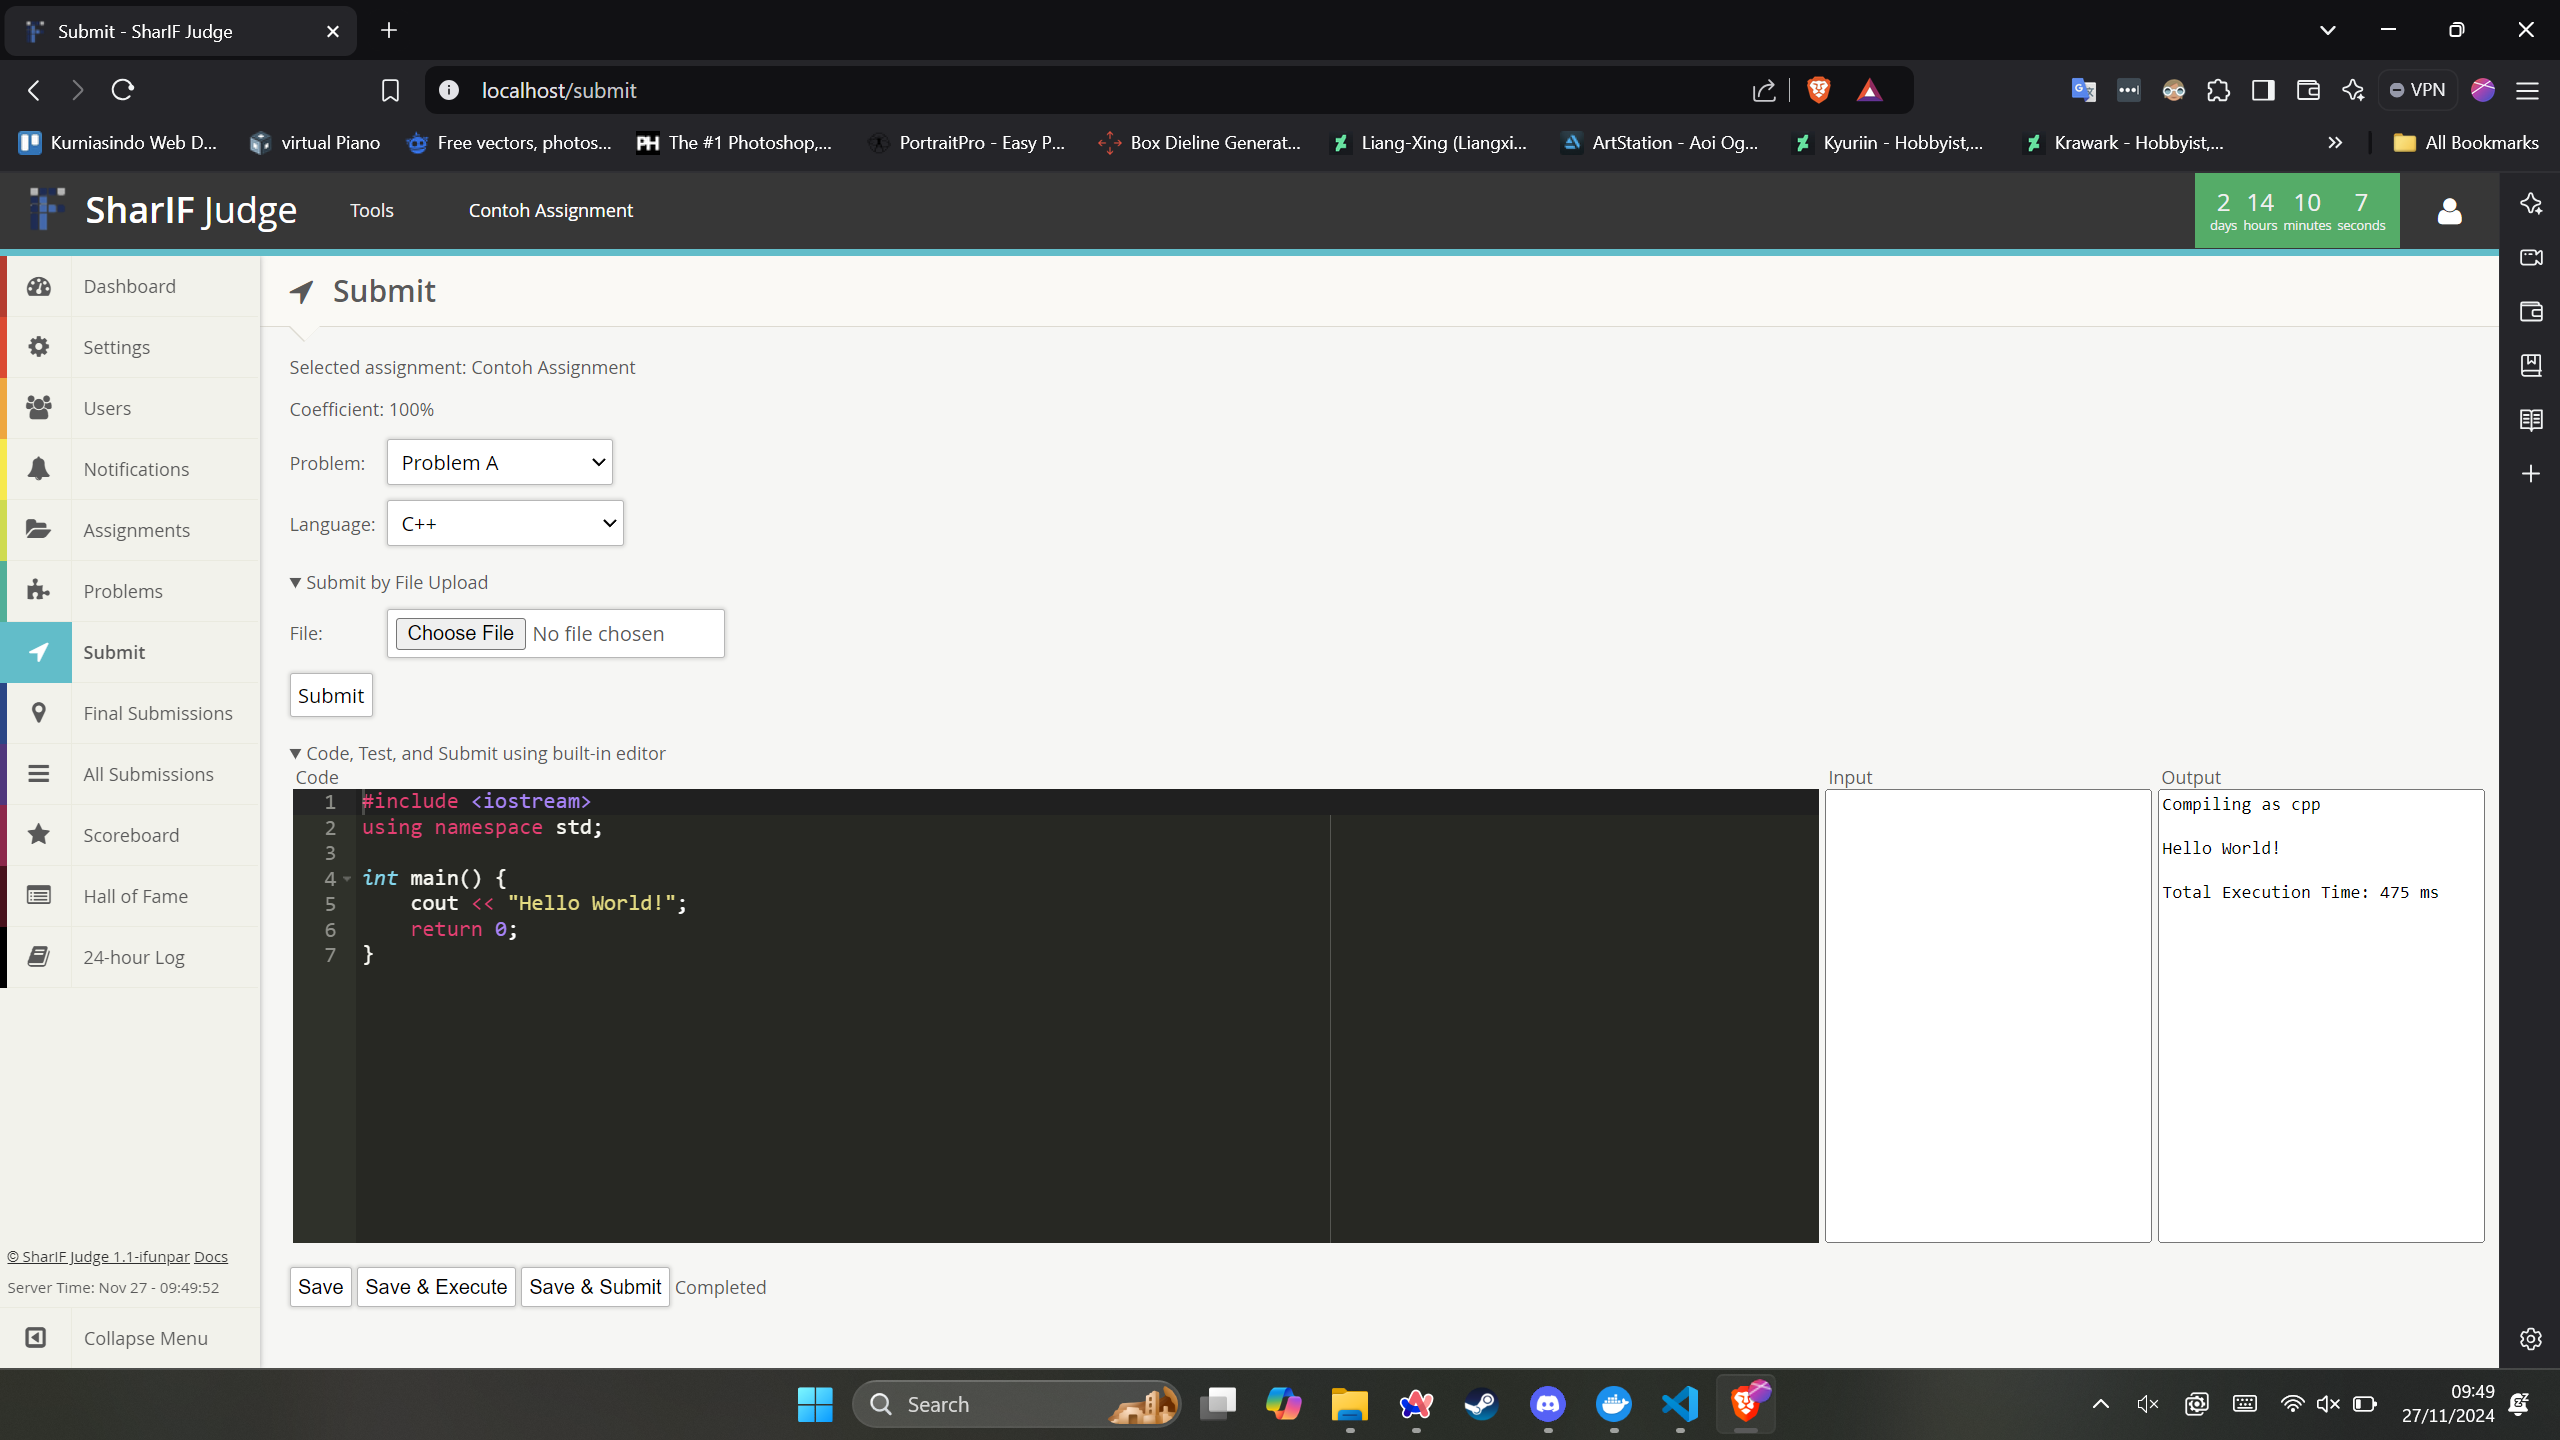 Submit - SharIF Judge
localhost/submit
VPN
Kurniasindo Web D...
virtual Piano
Free vectors, photos...
PH The #1 Photoshop,...
PortraitPro - Easy P...
Box Dieline Generat...
Liang-Xing (Liangxi...
ArtStation - Aoi Og...
Kyuriin - Hobbyist,...
Krawark - Hobbyist,...
All Bookmarks
SharIF Judge
Tools
Contoh Assignment
2 14 10 7
days hours minutes seconds
Dashboard
Settings
Users
Notifications
Assignments
Problems
Submit
Final Submissions
All Submissions
Scoreboard
Hall of Fame
24-hour Log
© SharIF Judge 1.1-ifunpar Docs
Server Time: Nov 27 - 09:49:52
Collapse Menu
Submit
Selected assignment: Contoh Assignment
Coefficient: 100%
Problem: Problem A
Language: C++
▼ Submit by File Upload
File: Choose File No file chosen
Submit
▼ Code, Test, and Submit using built-in editor
Code
1 #include <iostream>
2 using namespace std;
3
4 int main() {
5     cout << "Hello World!";
6     return 0;
7 }
Input
Output
Compiling as cpp
Hello World!
Total Execution Time: 475 ms
Save
Save & Execute
Save & Submit
Completed
Search
09:49
27/11/2024